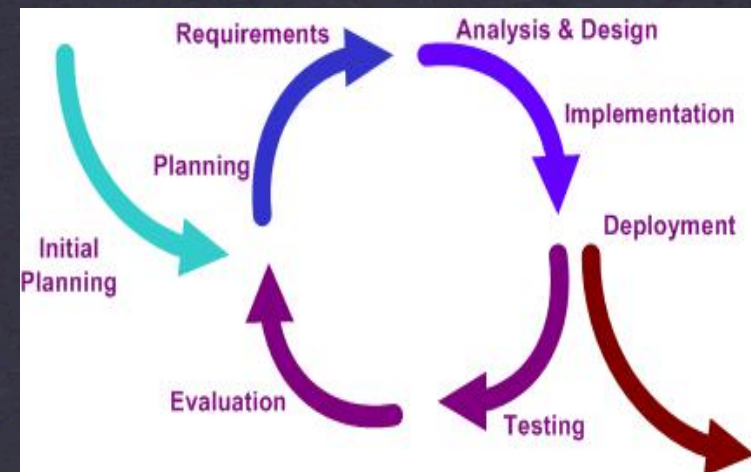 Requirements
Analysis & Design
Implementation
Planning
Deployment
Initial
Planning
Evaluation
Testing